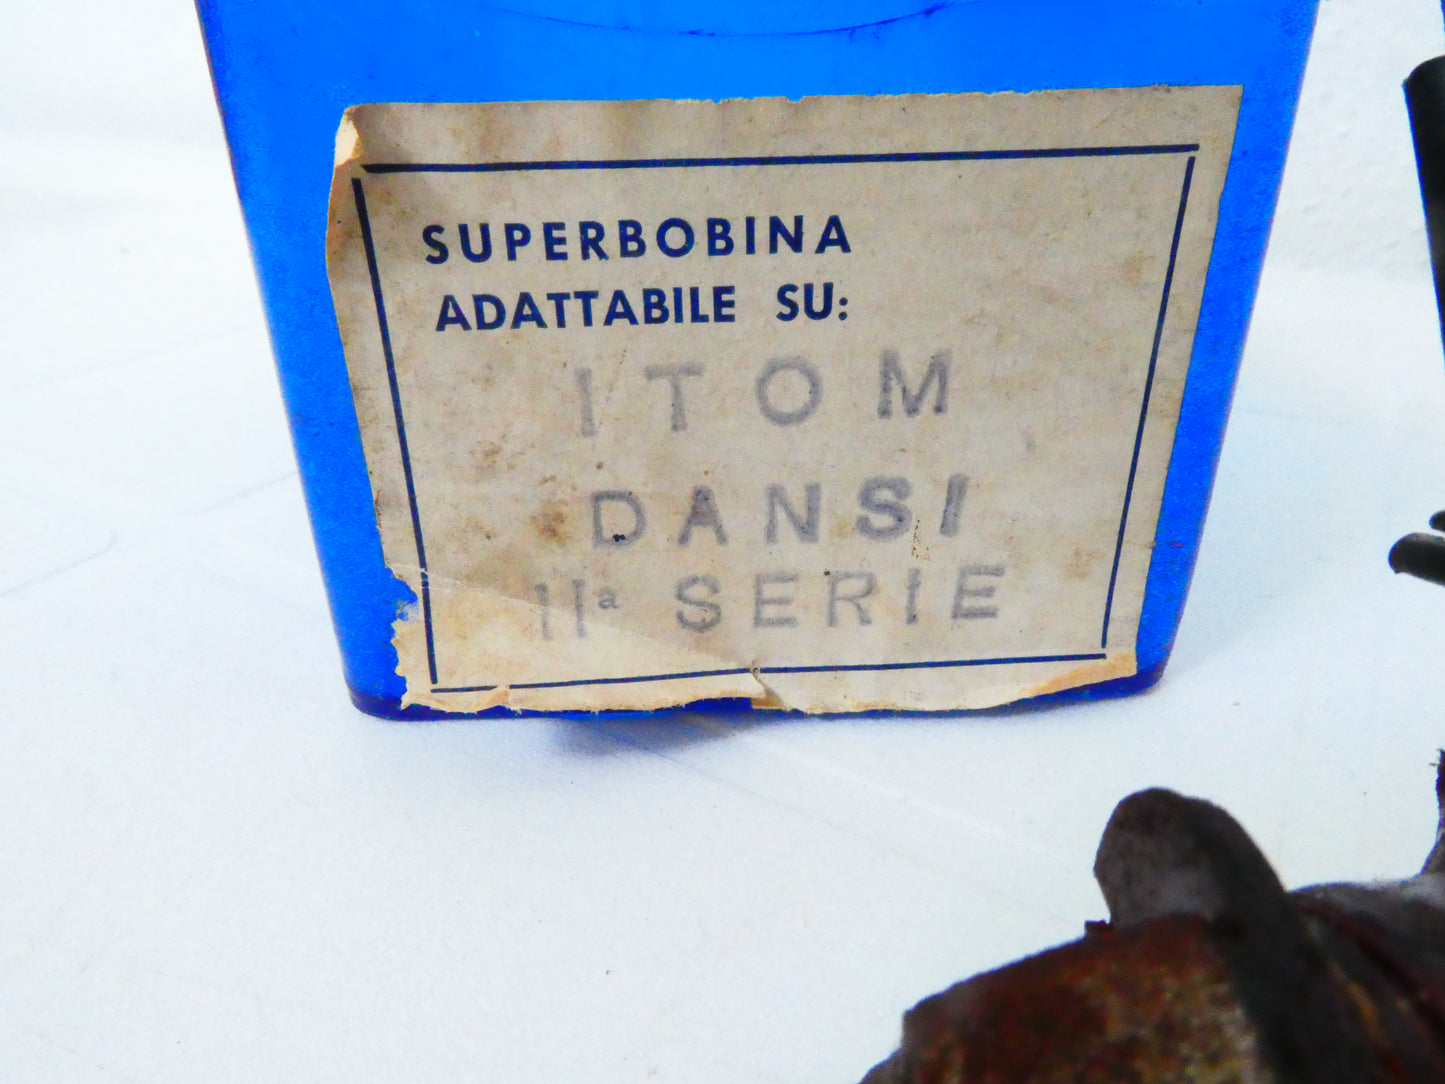 SUPERBOBINA
ADATTABILE SU:
ITOM
DANSI
IIª SERIE